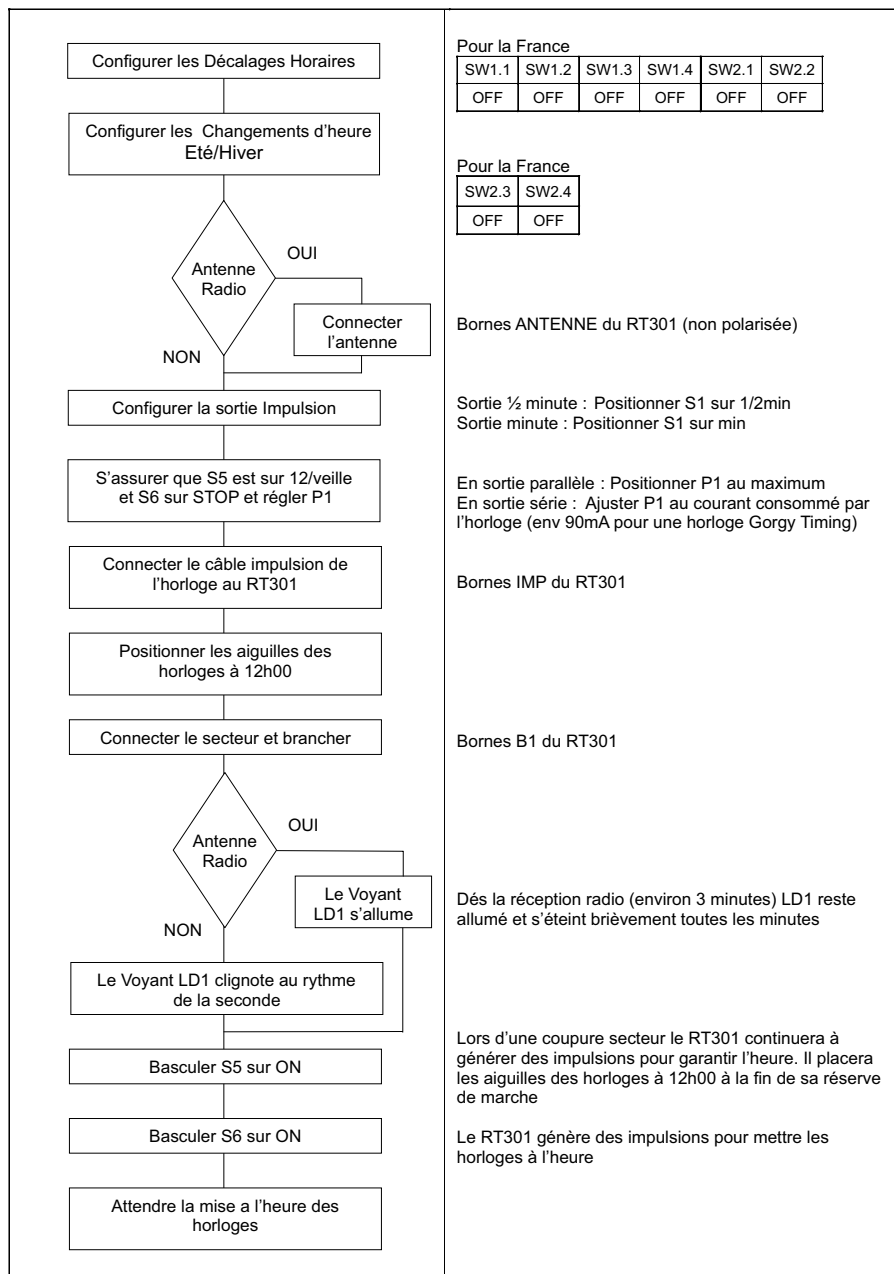 Configurer les Décalages Horaires
Pour la France
SW1.1 SW1.2 SW1.3 SW1.4 SW2.1 SW2.2
OFF OFF OFF OFF OFF OFF
Configurer les Changements d'heure
Eté/Hiver
Pour la France
SW2.3 SW2.4
OFF OFF
Antenne
Radio
OUI
NON
Connecter
l'antenne
Bornes ANTENNE du RT301 (non polarisée)
Configurer la sortie Impulsion
Sortie ½ minute : Positionner S1 sur 1/2min
Sortie minute : Positionner S1 sur min
S'assurer que S5 est sur 12/veille
et S6 sur STOP et régler P1
En sortie parallèle : Positionner P1 au maximum
En sortie série : Ajuster P1 au courant consommé par
l'horloge (env 90mA pour une horloge Gorgy Timing)
Connecter le câble impulsion de
l'horloge au RT301
Bornes IMP du RT301
Positionner les aiguilles des
horloges à 12h00
Connecter le secteur et brancher
Bornes B1 du RT301
Antenne
Radio
OUI
NON
Le Voyant
LD1 s'allume
Dés la réception radio (environ 3 minutes) LD1 reste
allumé et s'éteint brièvement toutes les minutes
Le Voyant LD1 clignote au rythme
de la seconde
Basculer S5 sur ON
Lors d'une coupure secteur le RT301 continuera à
générer des impulsions pour garantir l'heure. Il placera
les aiguilles des horloges à 12h00 à la fin de sa réserve
de marche
Basculer S6 sur ON
Le RT301 génère des impulsions pour mettre les
horloges à l'heure
Attendre la mise a l'heure des
horloges